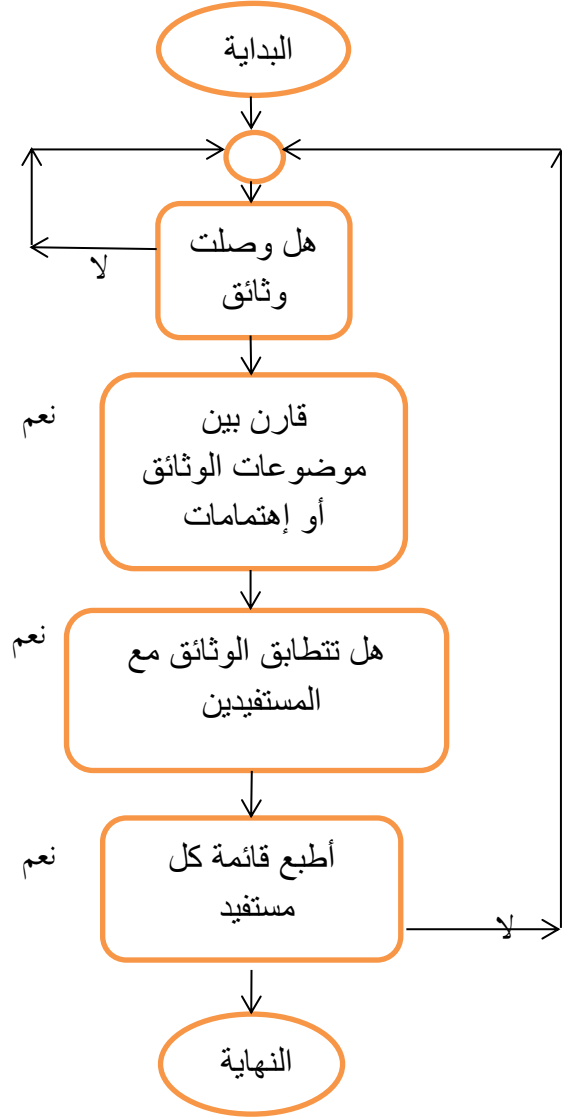 البداية
هل وصلت
وثائق
لا
نعم
قارن بين
موضوعات الوثائق
أو إهتمامات
نعم
هل تتطابق الوثائق مع
المستفيدين
نعم
أطبع قائمة كل
مستفيد
لا
النهاية